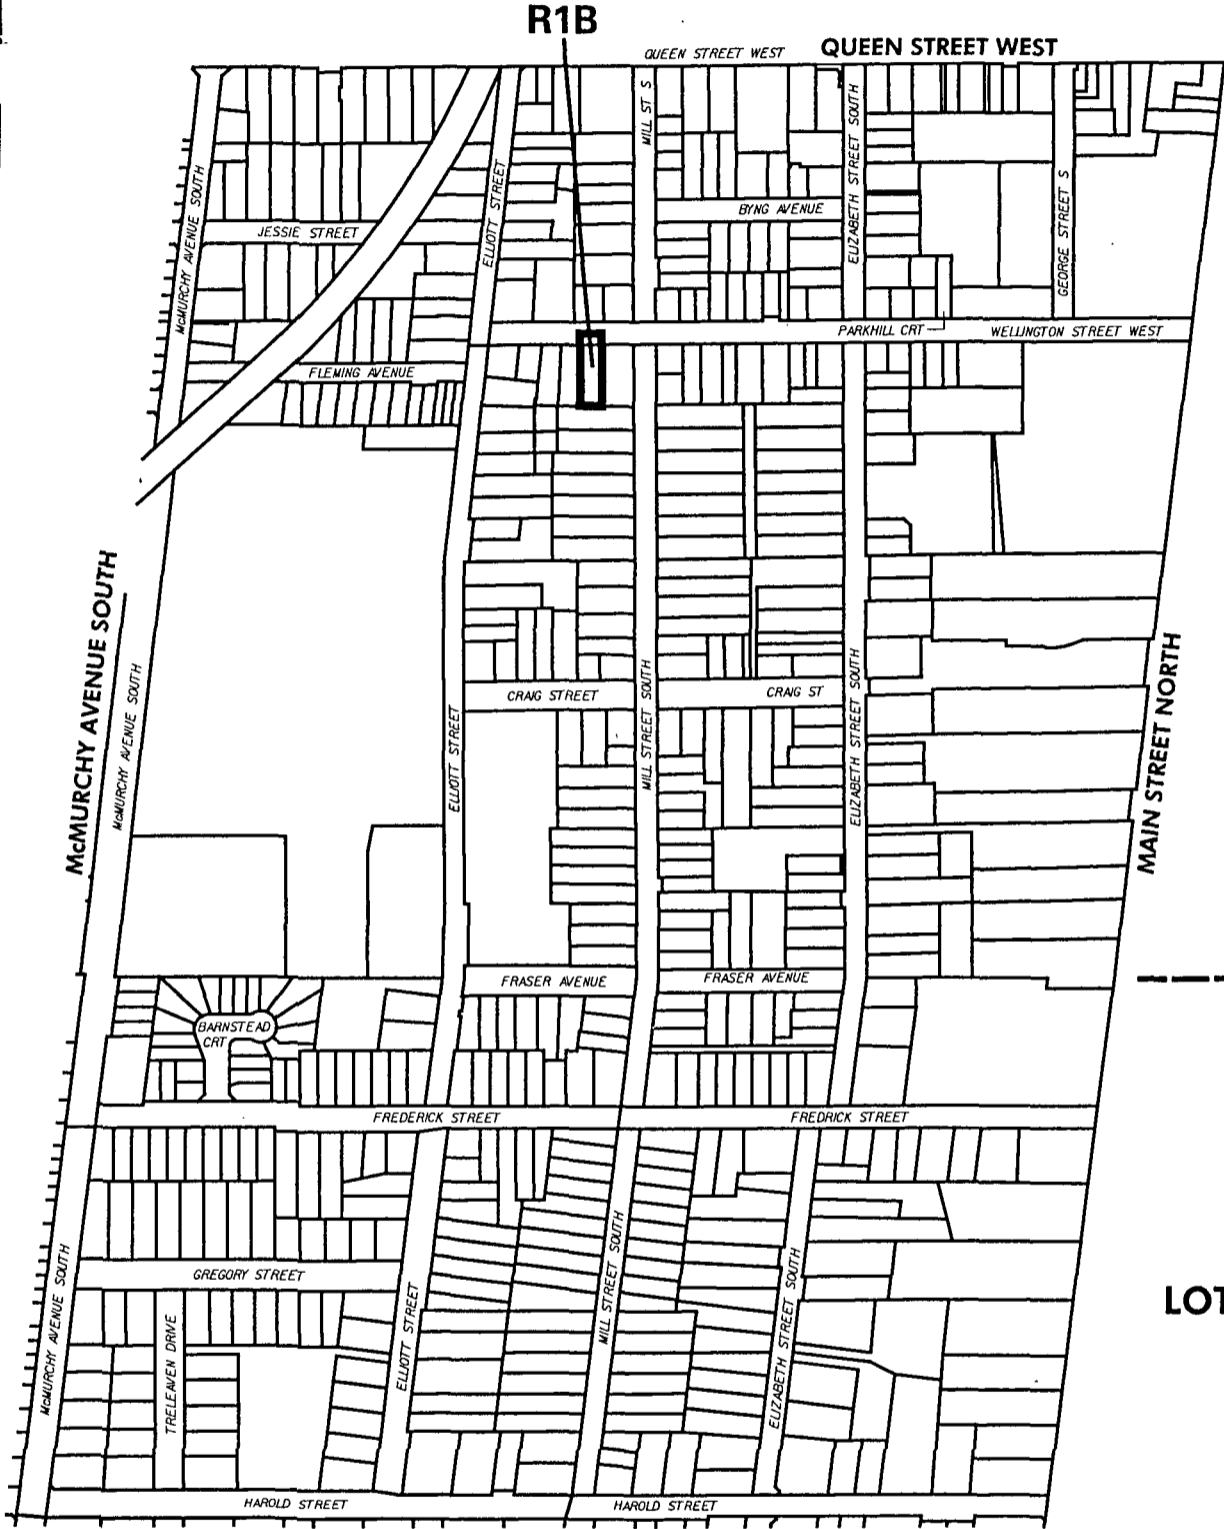 R1B
QUEEN STREET WEST
QUEEN STREET WEST
MILL ST S
ELIZABETH STREET SOUTH
GEORGE STREET S
McMURCHY AVENUE SOUTH
ELLIOTT STREET
BYNG AVENUE
JESSIE STREET
PARKHILL CRT
WELLINGTON STREET WEST
FLEMING AVENUE
McMURCHY AVENUE SOUTH
McMURCHY AVENUE SOUTH
ELLIOTT STREET
CRAIG STREET
MILL STREET SOUTH
CRAIG ST
ELIZABETH STREET SOUTH
MAIN STREET NORTH
FRASER AVENUE
FRASER AVENUE
BARNSTEAD
CRT
FREDERICK STREET
FREDRICK STREET
McMURCHY AVENUE SOUTH
GREGORY STREET
TRELEAVEN DRIVE
ELLIOTT STREET
MILL STREET SOUTH
ELIZABETH STREET SOUTH
LOT
HAROLD STREET
HAROLD STREET